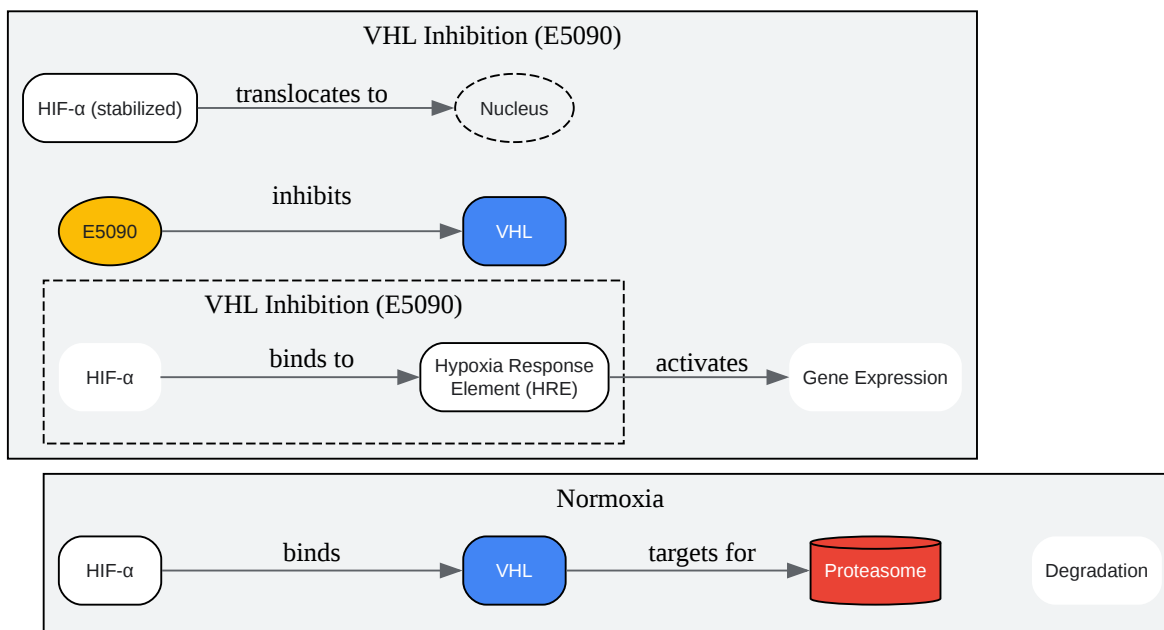 VHL Inhibition (E5090)
HIF-α (stabilized)
translocates to
Nucleus
E5090
inhibits
VHL
VHL Inhibition (E5090)
HIF-α
binds to
Hypoxia Response
Element (HRE)
activates
Gene Expression
Normoxia
HIF-α
binds
VHL
targets for
Proteasome
Degradation